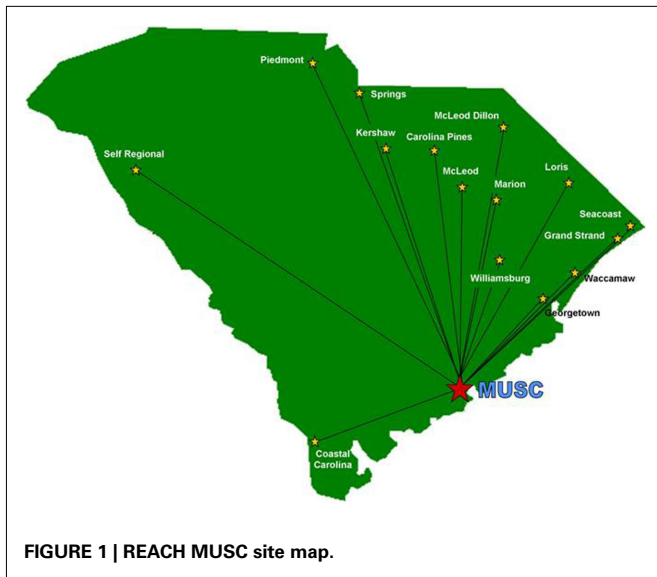 Piedmont
Springs
McLeod Dillon
Kershaw
Carolina Pines
Self Regional
McLeod
Marion
Loris
Seacoast
Grand Strand
Williamsburg
Waccamaw
Georgetown
MUSC
Coastal
Carolina
FIGURE 1 | REACH MUSC site map.